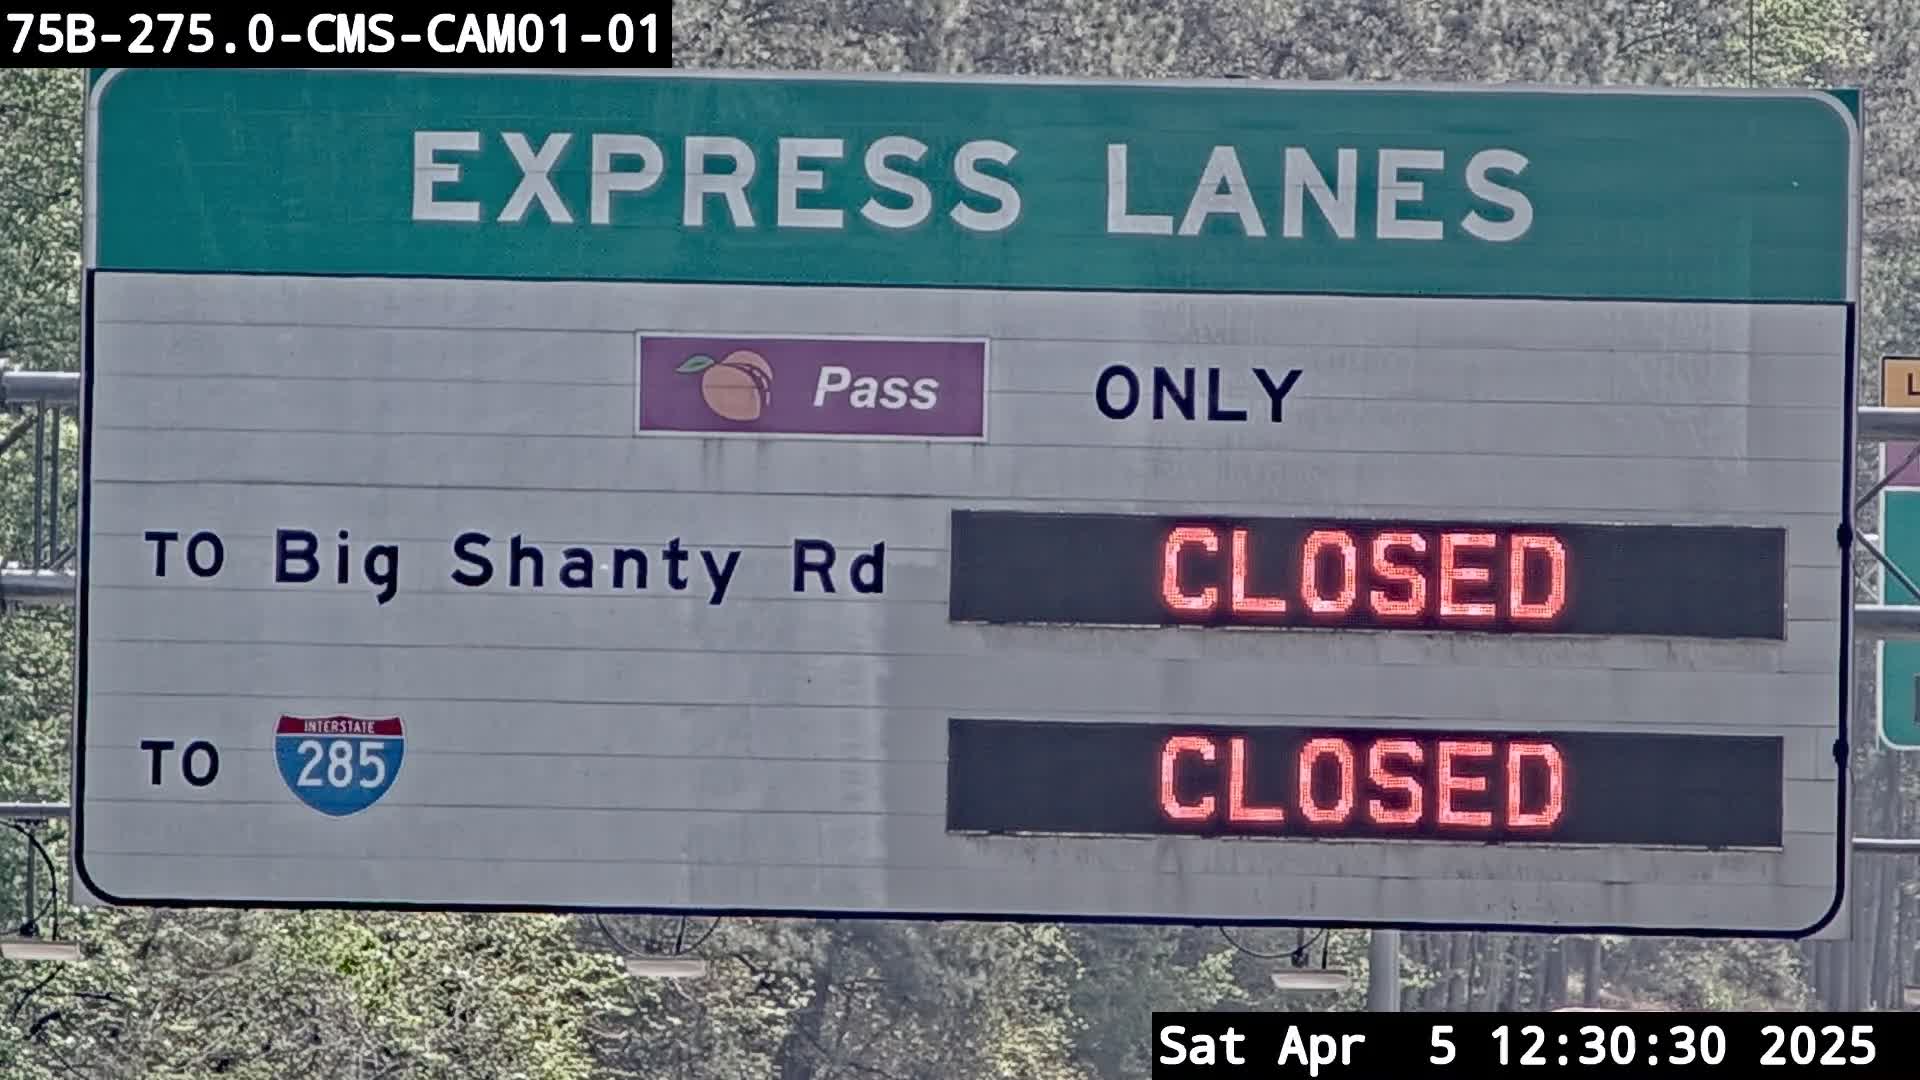 75B-275.0-CMS-CAM01-01
EXPRESS LANES
Pass ONLY
TO Big Shanty Rd CLOSED
TO INTERSTATE 285 CLOSED
Sat Apr 5 12:30:30 2025